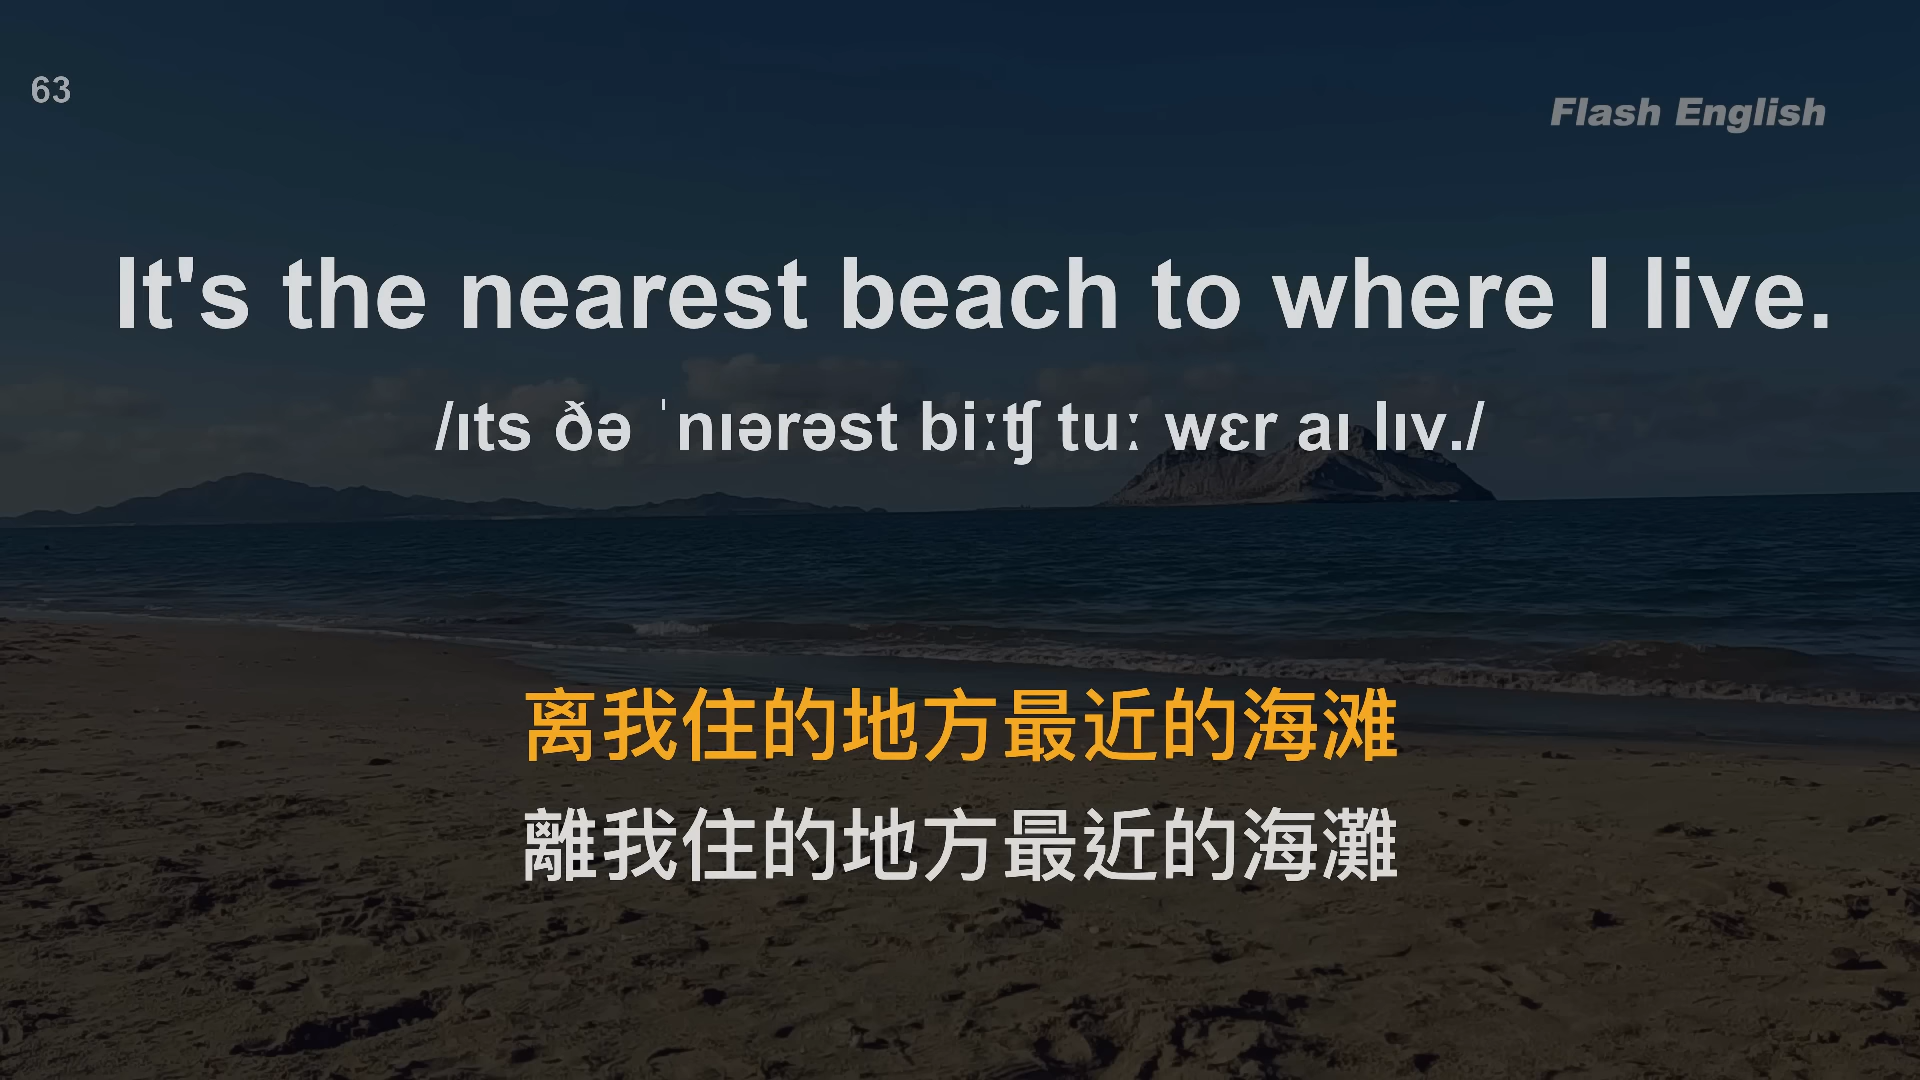 63
Flash English
It's the nearest beach to where I live.
/ɪts ðə ˈnɪərəst biːʧ tuː wɛr aɪ lɪv./
离我住的地方最近的海滩
離我住的地方最近的海灘